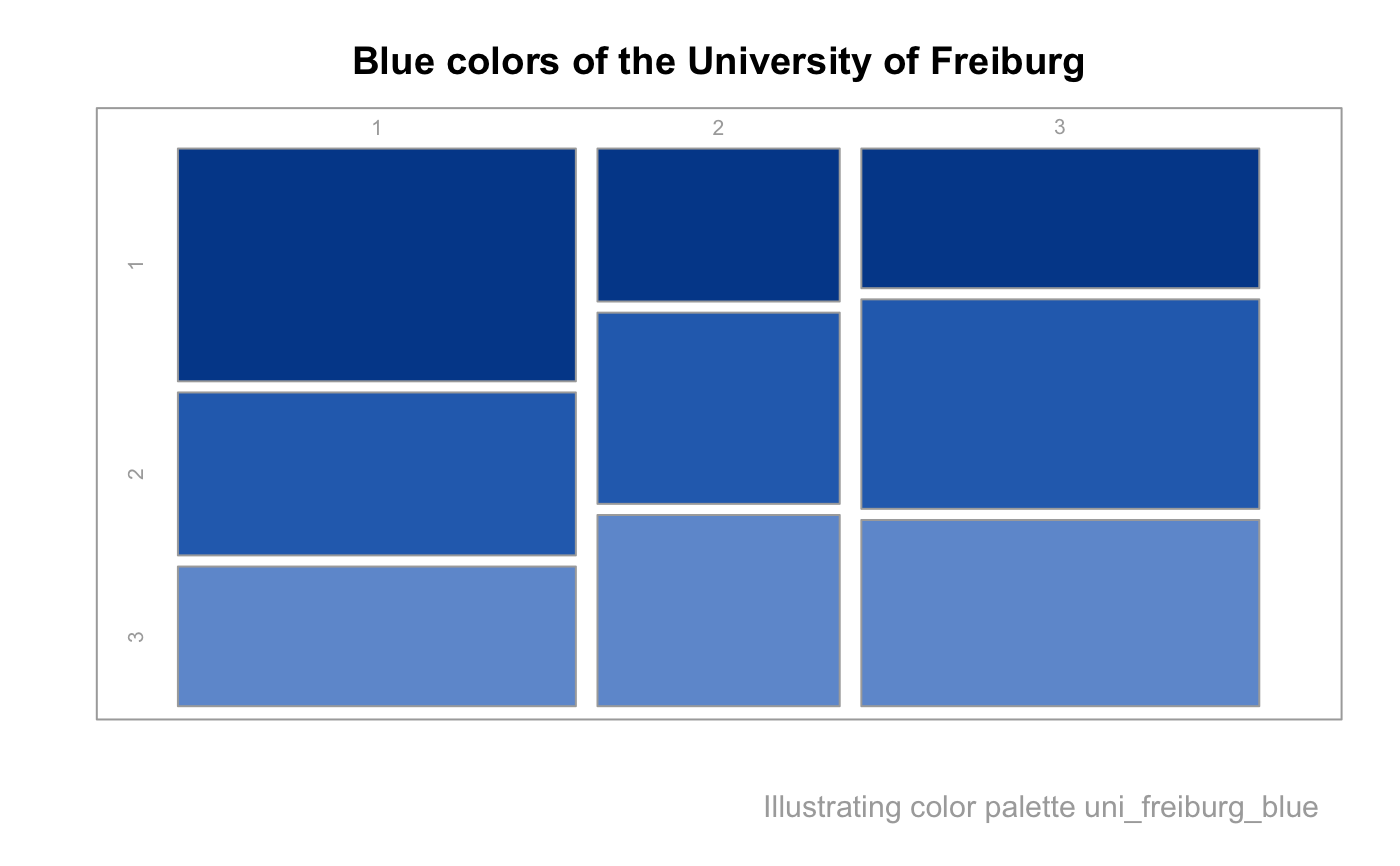 Blue colors of the University of Freiburg
1 2 3
1
2
3
Illustrating color palette uni_freiburg_blue